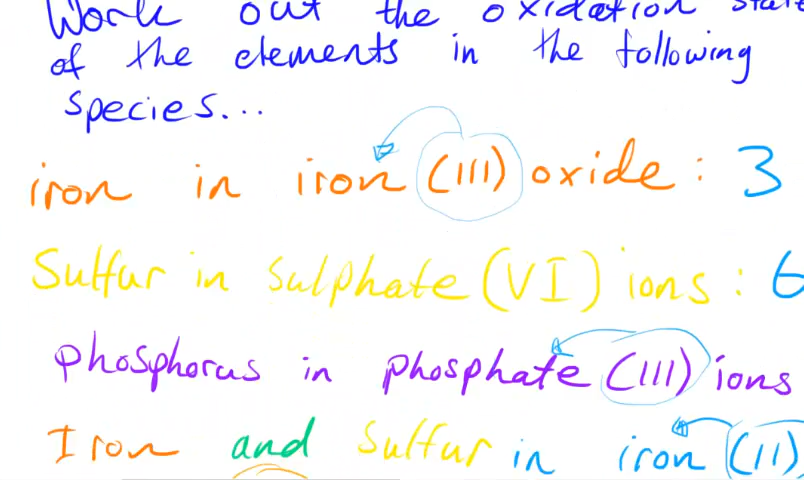 Work out the oxidation state
of the elements in the following
species...
iron in iron (III) oxide : 3
Sulfur in sulphate (VI) ions : 6
phosphorus in phosphate (III) ions
Iron and Sulfur in iron (II)